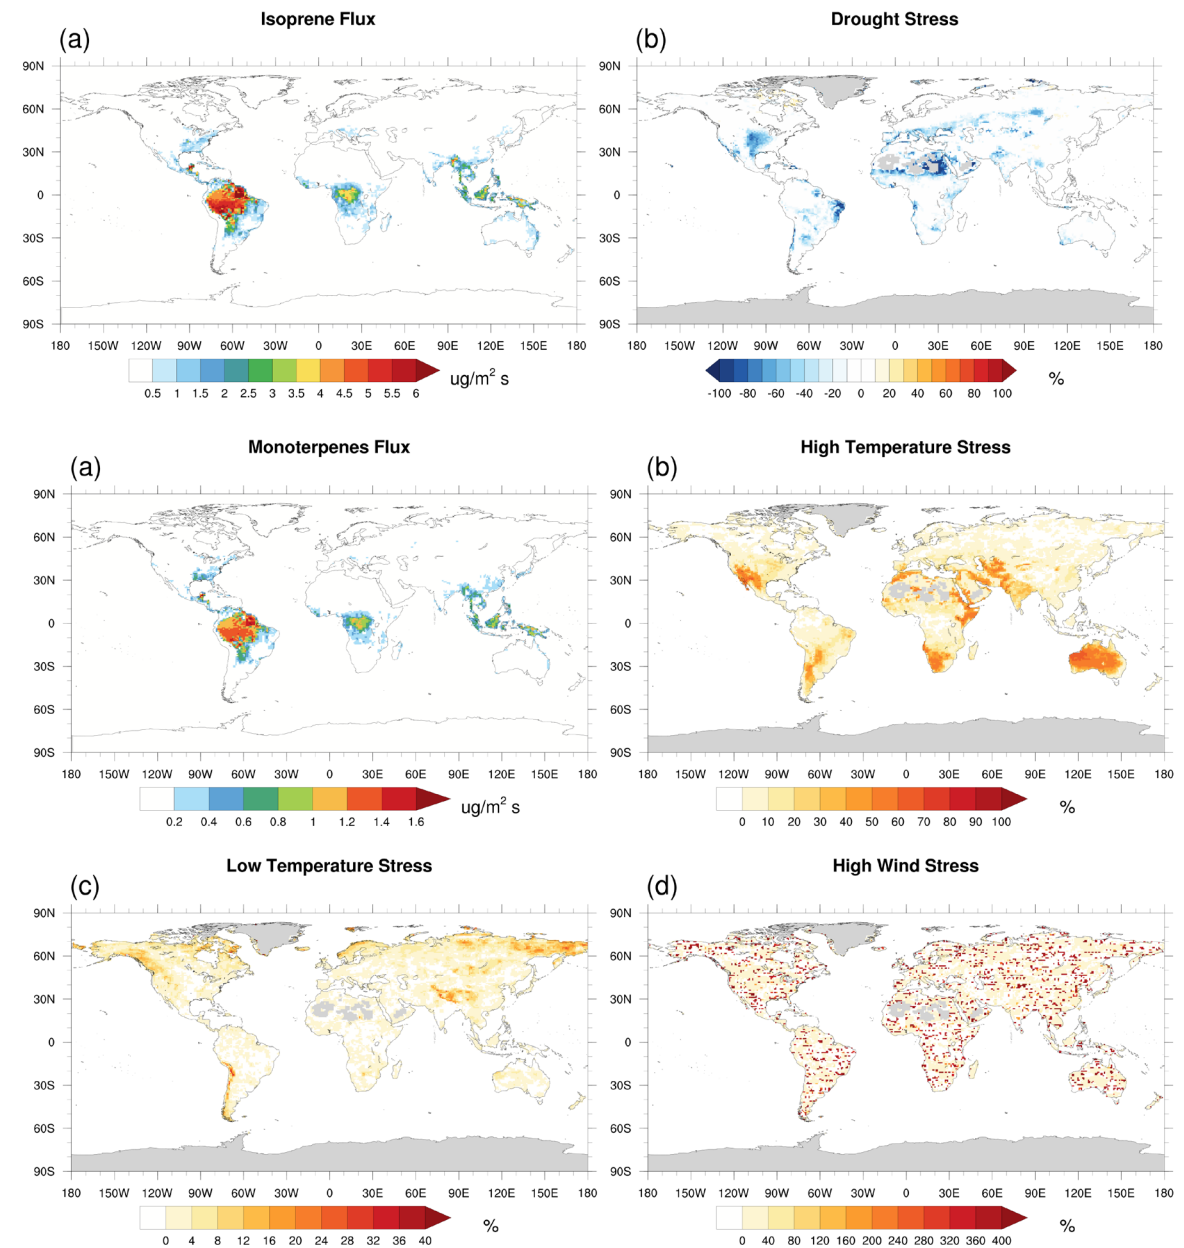 Isoprene Flux
(a)
90N
60N
30N
0
30S
60S
90S
180 150W 120W 90W 60W 30W 0 30E 60E 90E 120E 150E 180
0.5 1 1.5 2 2.5 3 3.5 4 4.5 5 5.5 6
ug/m² s
Drought Stress
(b)
90N
60N
30N
0
30S
60S
90S
180 150W 120W 90W 60W 30W 0 30E 60E 90E 120E 150E 180
-100 -80 -60 -40 -20 0 20 40 60 80 100
%
Monoterpenes Flux
(a)
90N
60N
30N
0
30S
60S
90S
180 150W 120W 90W 60W 30W 0 30E 60E 90E 120E 150E 180
0.2 0.4 0.6 0.8 1 1.2 1.4 1.6
ug/m² s
High Temperature Stress
(b)
90N
60N
30N
0
30S
60S
90S
180 150W 120W 90W 60W 30W 0 30E 60E 90E 120E 150E 180
0 10 20 30 40 50 60 70 80 90 100
%
Low Temperature Stress
(c)
90N
60N
30N
0
30S
60S
90S
180 150W 120W 90W 60W 30W 0 30E 60E 90E 120E 150E 180
0 4 8 12 16 20 24 28 32 36 40
%
High Wind Stress
(d)
90N
60N
30N
0
30S
60S
90S
180 150W 120W 90W 60W 30W 0 30E 60E 90E 120E 150E 180
0 40 80 120 160 200 240 280 320 360 400
%